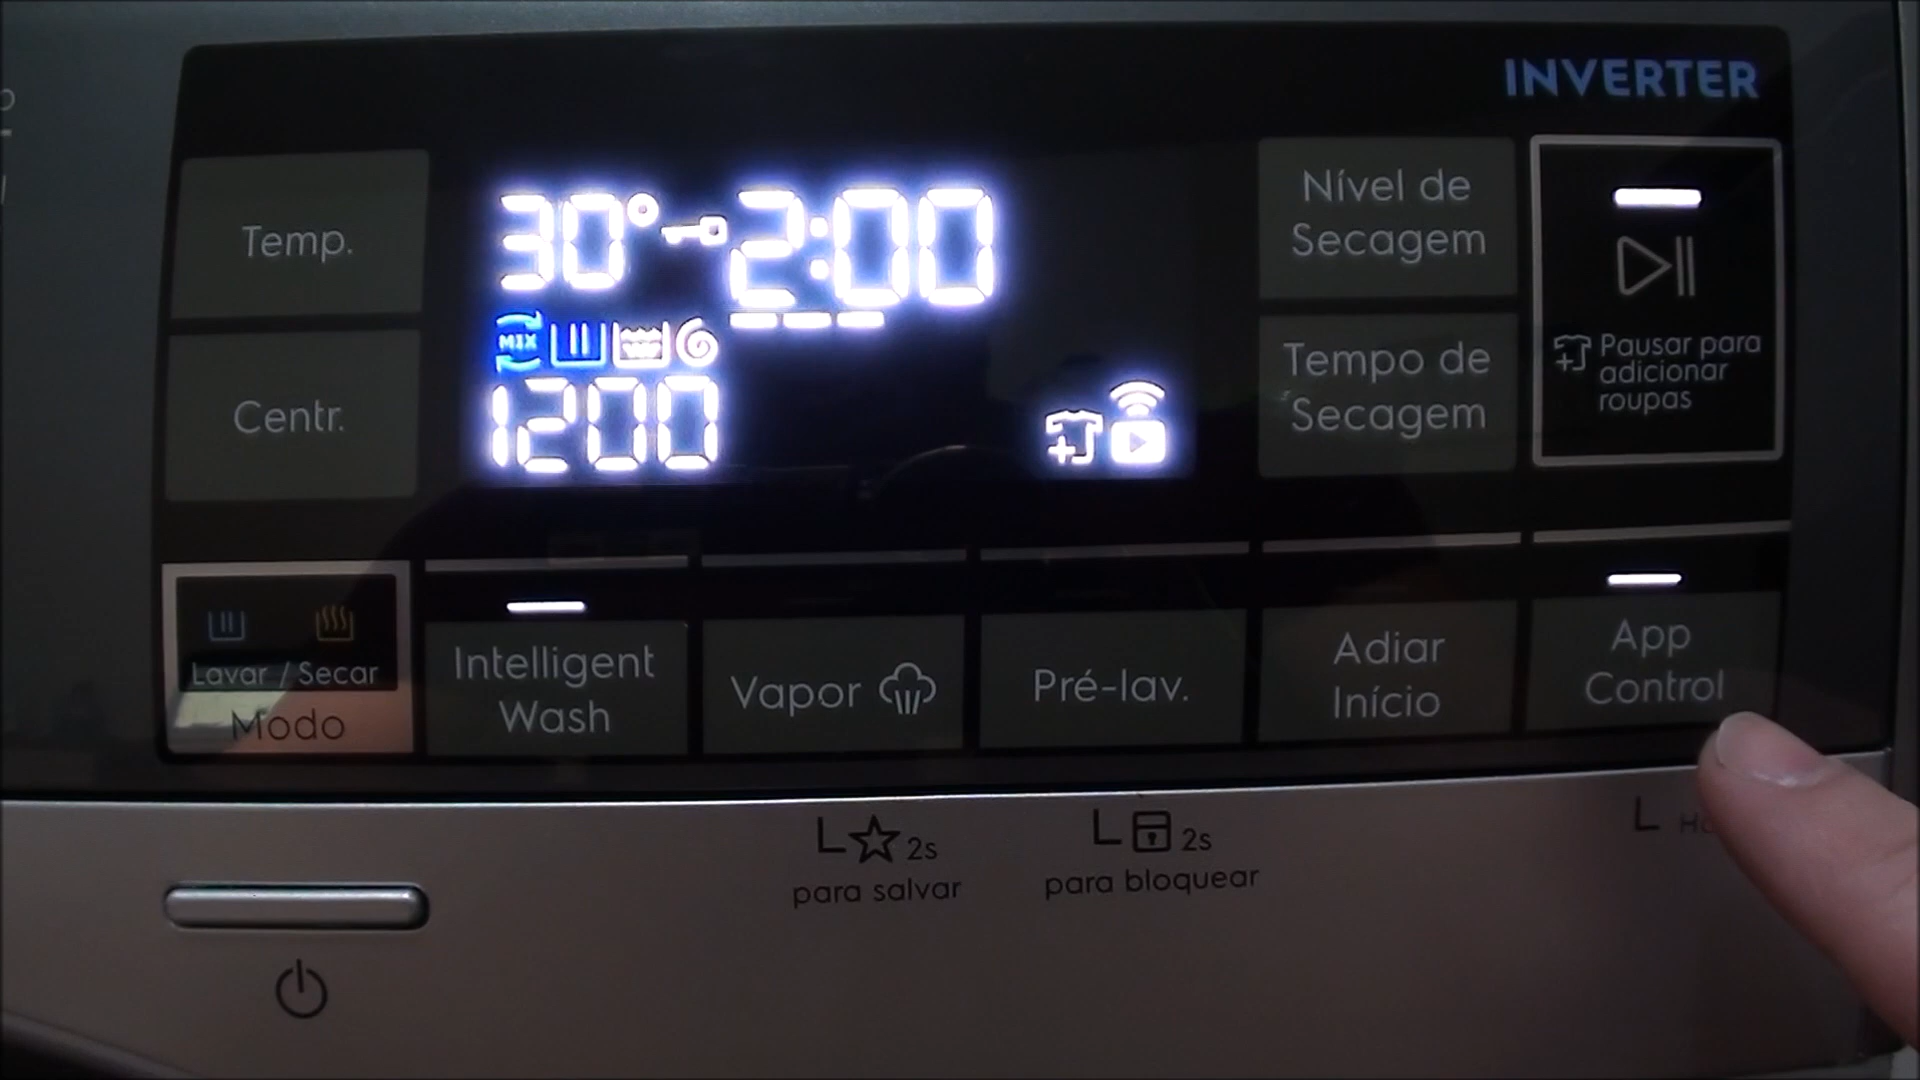 INVERTER
Temp.
30° 2:00
MIX
Centr.
1200
Nível de
Secagem
Tempo de
Secagem
Pausar para
adicionar
roupas
Lavar / Secar
Modo
Intelligent
Wash
Vapor
Pré-lav.
Adiar
Início
App
Control
2s
para salvar
2s
para bloquear